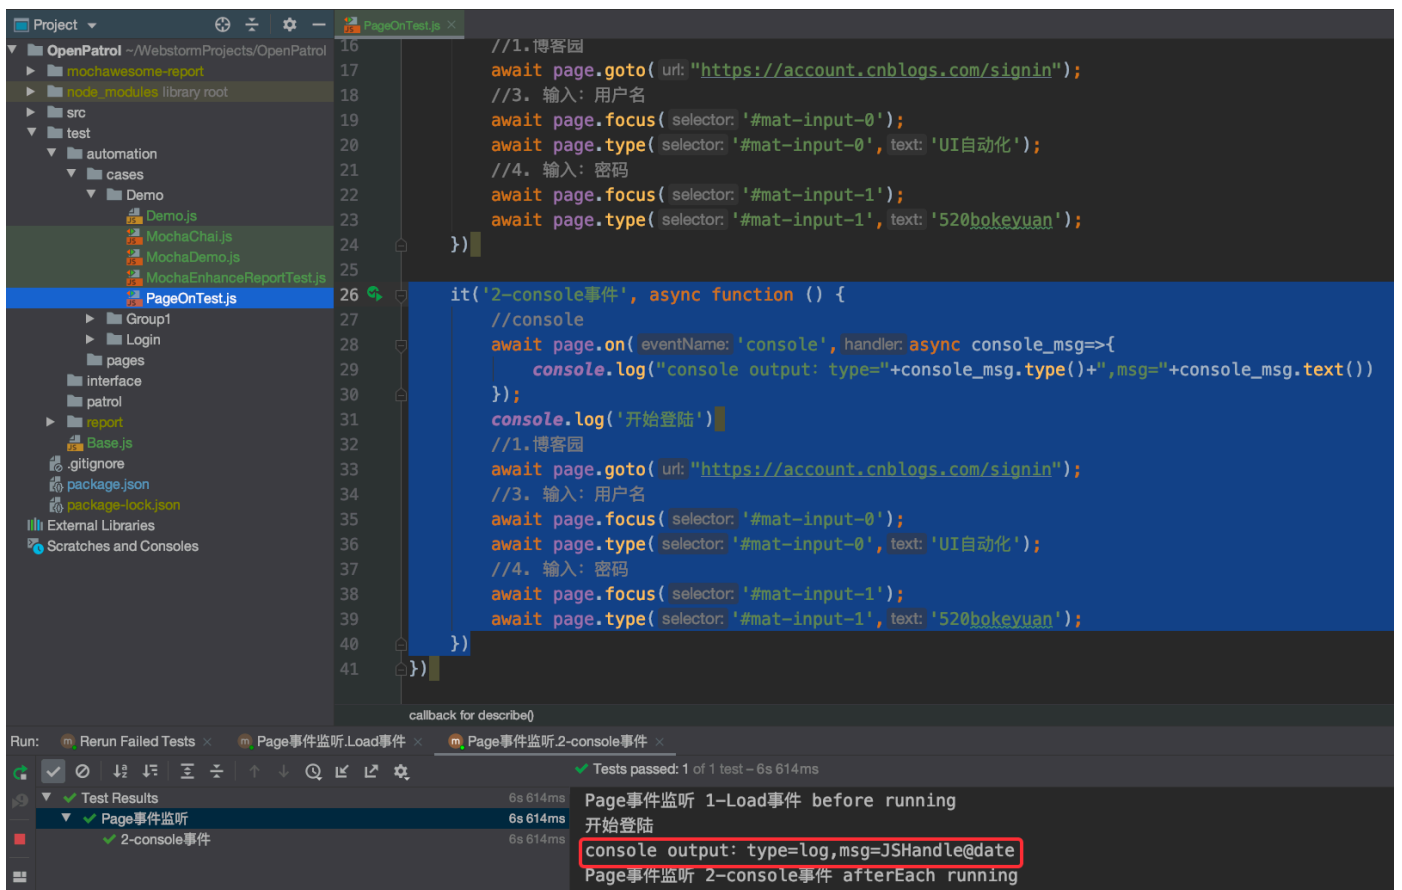 Project
PageOnTest.js
OpenPatrol ~/WebstormProjects/OpenPatrol
mochawesome-report
node_modules library root
src
test
automation
cases
Demo
Demo.js
MochaChai.js
MochaDemo.js
MochaEnhanceReportTest.js
PageOnTest.js
Group1
Login
pages
interface
patrol
report
Base.js
.gitignore
package.json
package-lock.json
External Libraries
Scratches and Consoles
16 //1.博客园
17 await page.goto( url: "https://account.cnblogs.com/signin");
18 //3. 输入: 用户名
19 await page.focus( selector: '#mat-input-0');
20 await page.type( selector: '#mat-input-0', text: 'UI自动化');
21 //4. 输入: 密码
22 await page.focus( selector: '#mat-input-1');
23 await page.type( selector: '#mat-input-1', text: '520bokeyuan');
24 })
25
26 it('2-console事件', async function () {
27 //console
28 await page.on( eventName: 'console', handler: async console_msg=>{
29 console.log("console output: type="+console_msg.type()+",msg="+console_msg.text())
30 });
31 console.log('开始登陆')
32 //1.博客园
33 await page.goto( url: "https://account.cnblogs.com/signin");
34 //3. 输入: 用户名
35 await page.focus( selector: '#mat-input-0');
36 await page.type( selector: '#mat-input-0', text: 'UI自动化');
37 //4. 输入: 密码
38 await page.focus( selector: '#mat-input-1');
39 await page.type( selector: '#mat-input-1', text: '520bokeyuan');
40 })
41 })
callback for describe()
Run: Rerun Failed Tests Page事件监听.Load事件 Page事件监听.2-console事件
Tests passed: 1 of 1 test – 6s 614ms
Test Results 6s 614ms
Page事件监听 6s 614ms
2-console事件 6s 614ms
Page事件监听 1-Load事件 before running
开始登陆
console output: type=log,msg=JSHandle@date
Page事件监听 2-console事件 afterEach running